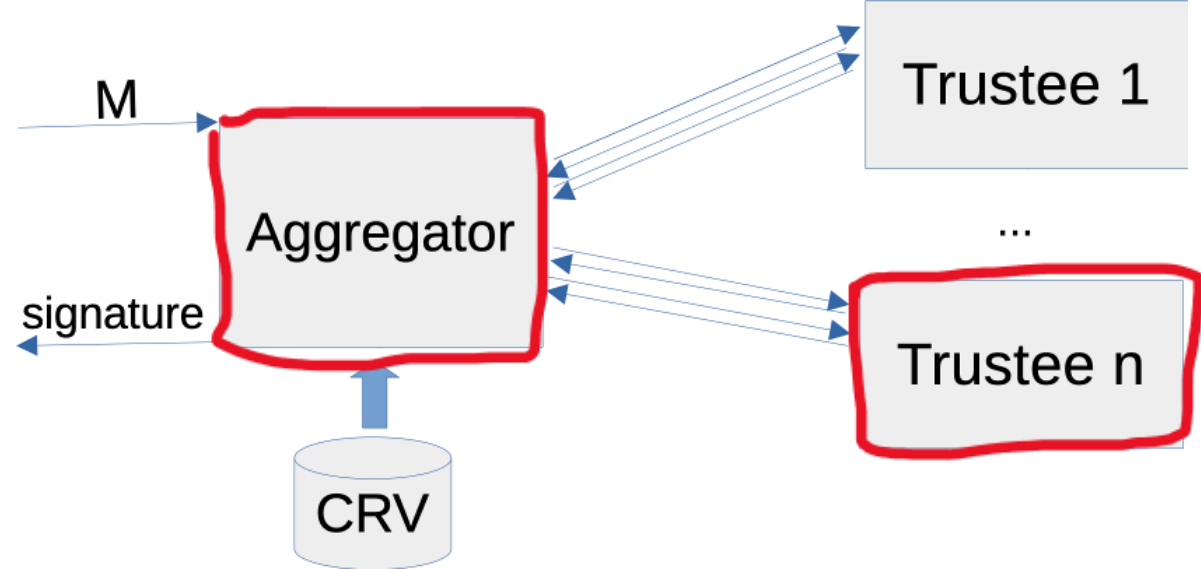 M
Trustee 1
Aggregator
...
signature
Trustee n
CRV